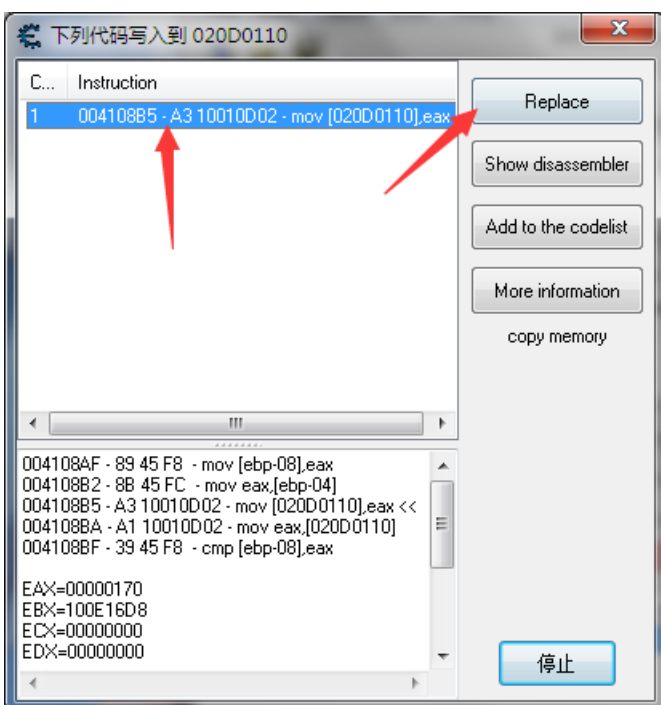 下列代码写入到 020D0110
C... Instruction
1 004108B5 - A3 10010D02 - mov [020D0110],eax
Replace
Show disassembler
Add to the codelist
More information
copy memory
004108AF - 89 45 F8 - mov [ebp-08],eax
004108B2 - 8B 45 FC - mov eax,[ebp-04]
004108B5 - A3 10010D02 - mov [020D0110],eax <<
004108BA - A1 10010D02 - mov eax,[020D0110]
004108BF - 39 45 F8 - cmp [ebp-08],eax
EAX=00000170
EBX=100E16D8
ECX=00000000
EDX=00000000
停止